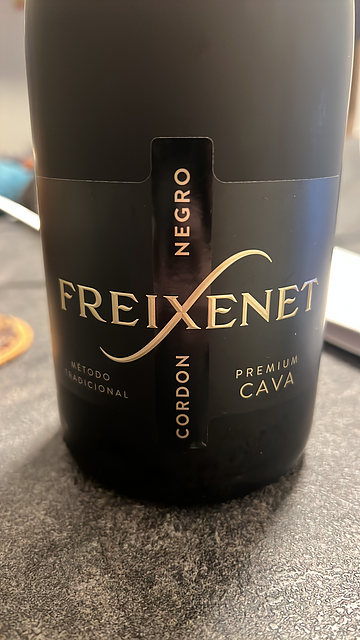 CORDON NEGRO
FREIXENET
MÉTODO
TRADICIONAL
PREMIUM
CAVA